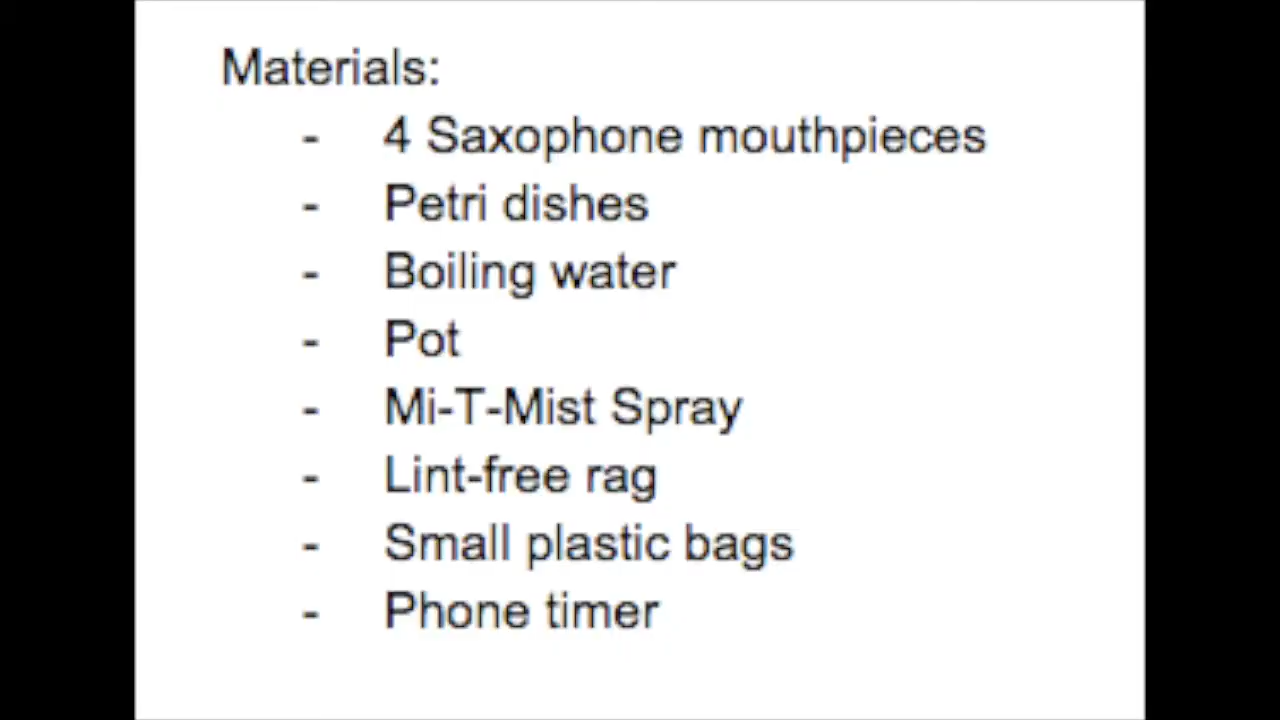 Materials:
- 4 Saxophone mouthpieces
- Petri dishes
- Boiling water
- Pot
- Mi-T-Mist Spray
- Lint-free rag
- Small plastic bags
- Phone timer